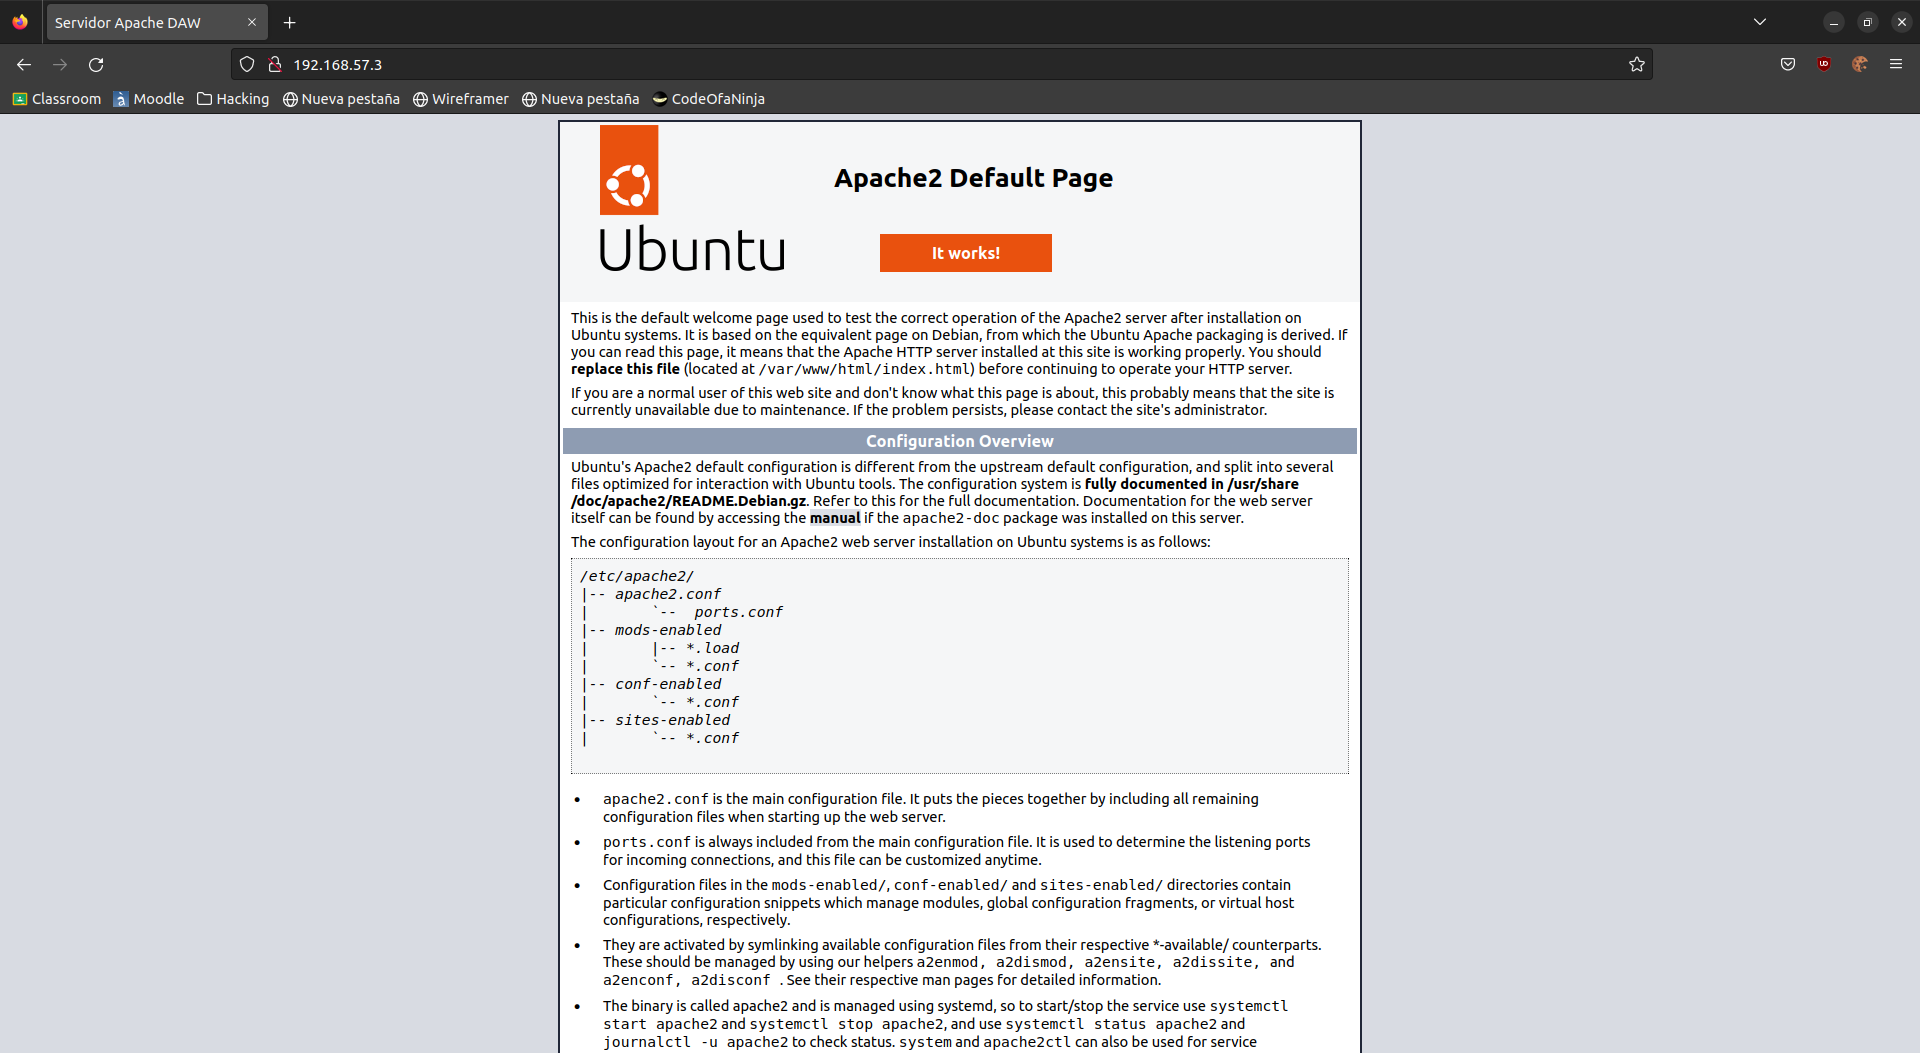 Servidor Apache DAW
192.168.57.3
Classroom Moodle Hacking Nueva pestaña Wireframer Nueva pestaña CodeOfaNinja
Apache2 Default Page
Ubuntu
It works!
This is the default welcome page used to test the correct operation of the Apache2 server after installation on
Ubuntu systems. It is based on the equivalent page on Debian, from which the Ubuntu Apache packaging is derived. If
you can read this page, it means that the Apache HTTP server installed at this site is working properly. You should
replace this file (located at /var/www/html/index.html) before continuing to operate your HTTP server.
If you are a normal user of this web site and don't know what this page is about, this probably means that the site is
currently unavailable due to maintenance. If the problem persists, please contact the site's administrator.
Configuration Overview
Ubuntu's Apache2 default configuration is different from the upstream default configuration, and split into several
files optimized for interaction with Ubuntu tools. The configuration system is fully documented in /usr/share
/doc/apache2/README.Debian.gz. Refer to this for the full documentation. Documentation for the web server
itself can be found by accessing the manual if the apache2-doc package was installed on this server.
The configuration layout for an Apache2 web server installation on Ubuntu systems is as follows:
/etc/apache2/
|-- apache2.conf
|       `--  ports.conf
|-- mods-enabled
|       |-- *.load
|       `-- *.conf
|-- conf-enabled
|       `-- *.conf
|-- sites-enabled
|       `-- *.conf
• apache2.conf is the main configuration file. It puts the pieces together by including all remaining
configuration files when starting up the web server.
• ports.conf is always included from the main configuration file. It is used to determine the listening ports
for incoming connections, and this file can be customized anytime.
• Configuration files in the mods-enabled/, conf-enabled/ and sites-enabled/ directories contain
particular configuration snippets which manage modules, global configuration fragments, or virtual host
configurations, respectively.
• They are activated by symlinking available configuration files from their respective *-available/ counterparts.
These should be managed by using our helpers a2enmod, a2dismod, a2ensite, a2dissite, and
a2enconf, a2disconf . See their respective man pages for detailed information.
• The binary is called apache2 and is managed using systemd, so to start/stop the service use systemctl
start apache2 and systemctl stop apache2, and use systemctl status apache2 and
journalctl -u apache2 to check status. system and apache2ctl can also be used for service